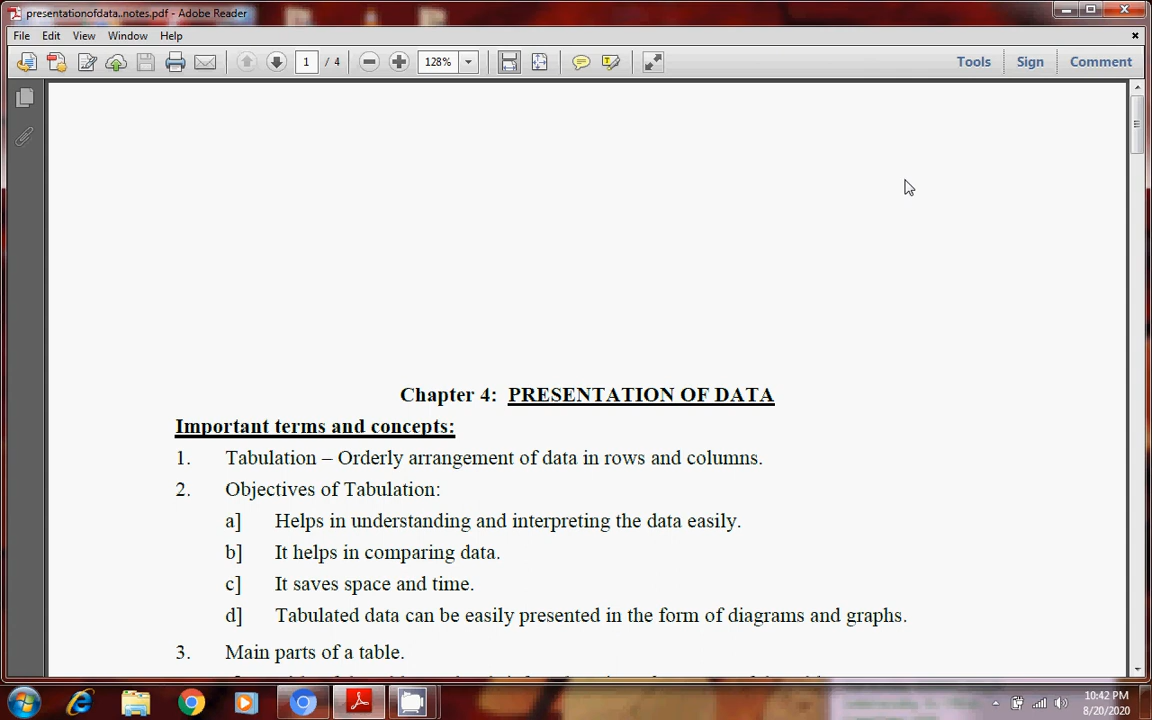 presentationofdata..notes.pdf - Adobe Reader
File Edit View Window Help
1 / 4 128% Tools Sign Comment
Chapter 4: PRESENTATION OF DATA
Important terms and concepts:
1. Tabulation – Orderly arrangement of data in rows and columns.
2. Objectives of Tabulation:
a] Helps in understanding and interpreting the data easily.
b] It helps in comparing data.
c] It saves space and time.
d] Tabulated data can be easily presented in the form of diagrams and graphs.
3. Main parts of a table.
10:42 PM
8/20/2020